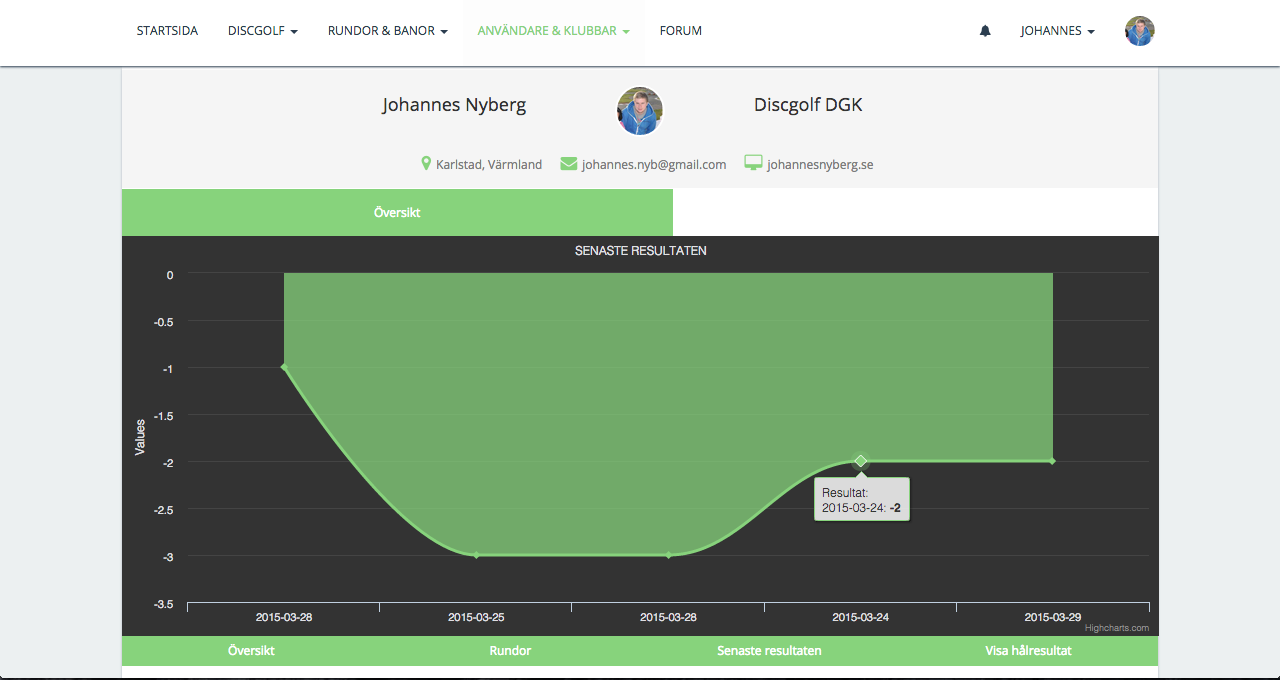 STARTSIDA DISCGOLF RUNDOR & BANOR ANVÄNDARE & KLUBBAR FORUM JOHANNES
Johannes Nyberg Discgolf DGK
Karlstad, Värmland johannes.nyb@gmail.com johannesnyberg.se
Översikt
SENASTE RESULTATEN
Values
0
-0.5
-1
-1.5
-2
-2.5
-3
-3.5
Resultat:
2015-03-24: -2
2015-03-28 2015-03-25 2015-03-28 2015-03-24 2015-03-29
Highcharts.com
Översikt Rundor Senaste resultaten Visa hålresultat